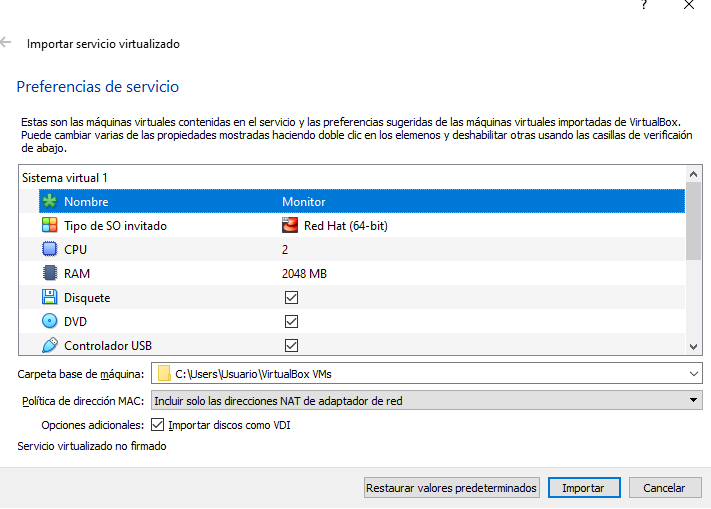 ?
Importar servicio virtualizado
Preferencias de servicio
Estas son las máquinas virtuales contenidas en el servicio y las preferencias sugeridas de las máquinas virtuales importadas de VirtualBox.
Puede cambiar varias de las propiedades mostradas haciendo doble clic en los elemenos y deshabilitar otras usando las casillas de verificaión
de abajo.
Sistema virtual 1
Nombre Monitor
Tipo de SO invitado Red Hat (64-bit)
CPU 2
RAM 2048 MB
Disquete
DVD
Controlador USB
Carpeta base de máquina: C:\Users\Usuario\VirtualBox VMs
Política de dirección MAC: Incluir solo las direcciones NAT de adaptador de red
Opciones adicionales: Importar discos como VDI
Servicio virtualizado no firmado
Restaurar valores predeterminados Importar Cancelar